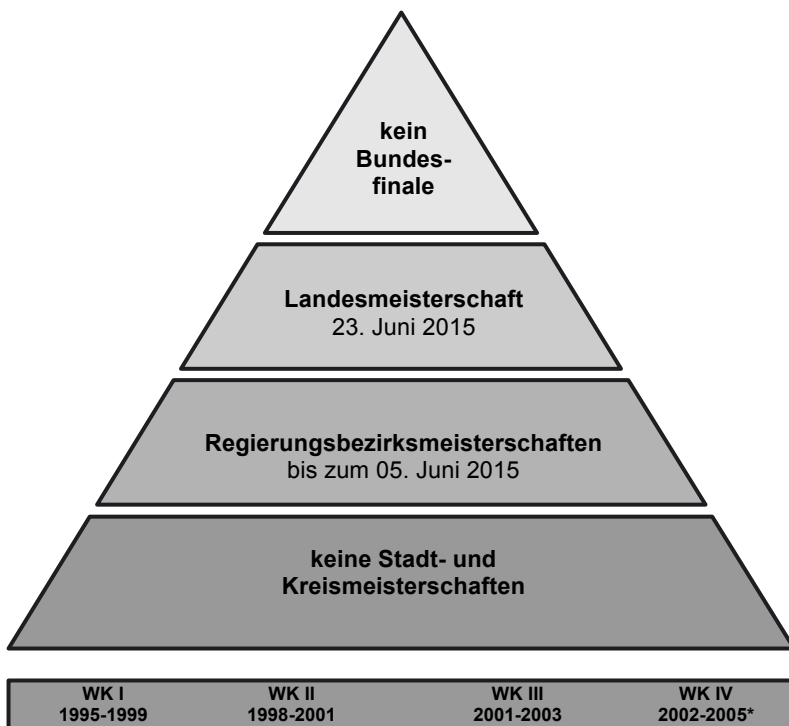 kein
Bundes-
finale
Landesmeisterschaft
23. Juni 2015
Regierungsbezirksmeisterschaften
bis zum 05. Juni 2015
keine Stadt- und
Kreismeisterschaften
WK I WK II WK III WK IV
1995-1999 1998-2001 2001-2003 2002-2005*